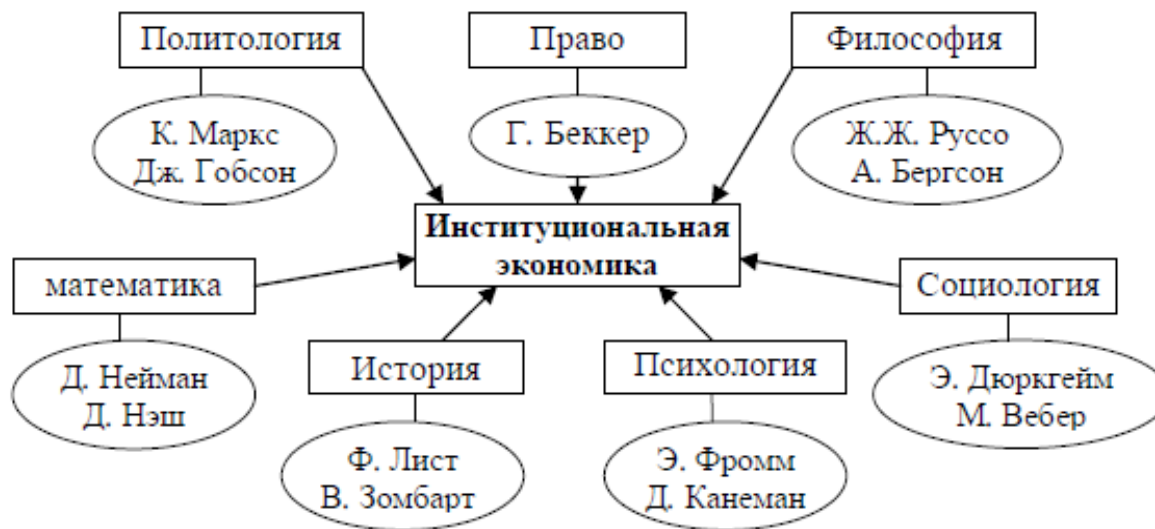 Политология
Право
Философия
К. Маркс
Дж. Гобсон
Г. Беккер
Ж.Ж. Руссо
А. Бергсон
Институциональная
экономика
математика
Социология
Д. Нейман
Д. Нэш
История
Психология
Э. Дюркгейм
М. Вебер
Ф. Лист
В. Зомбарт
Э. Фромм
Д. Канеман